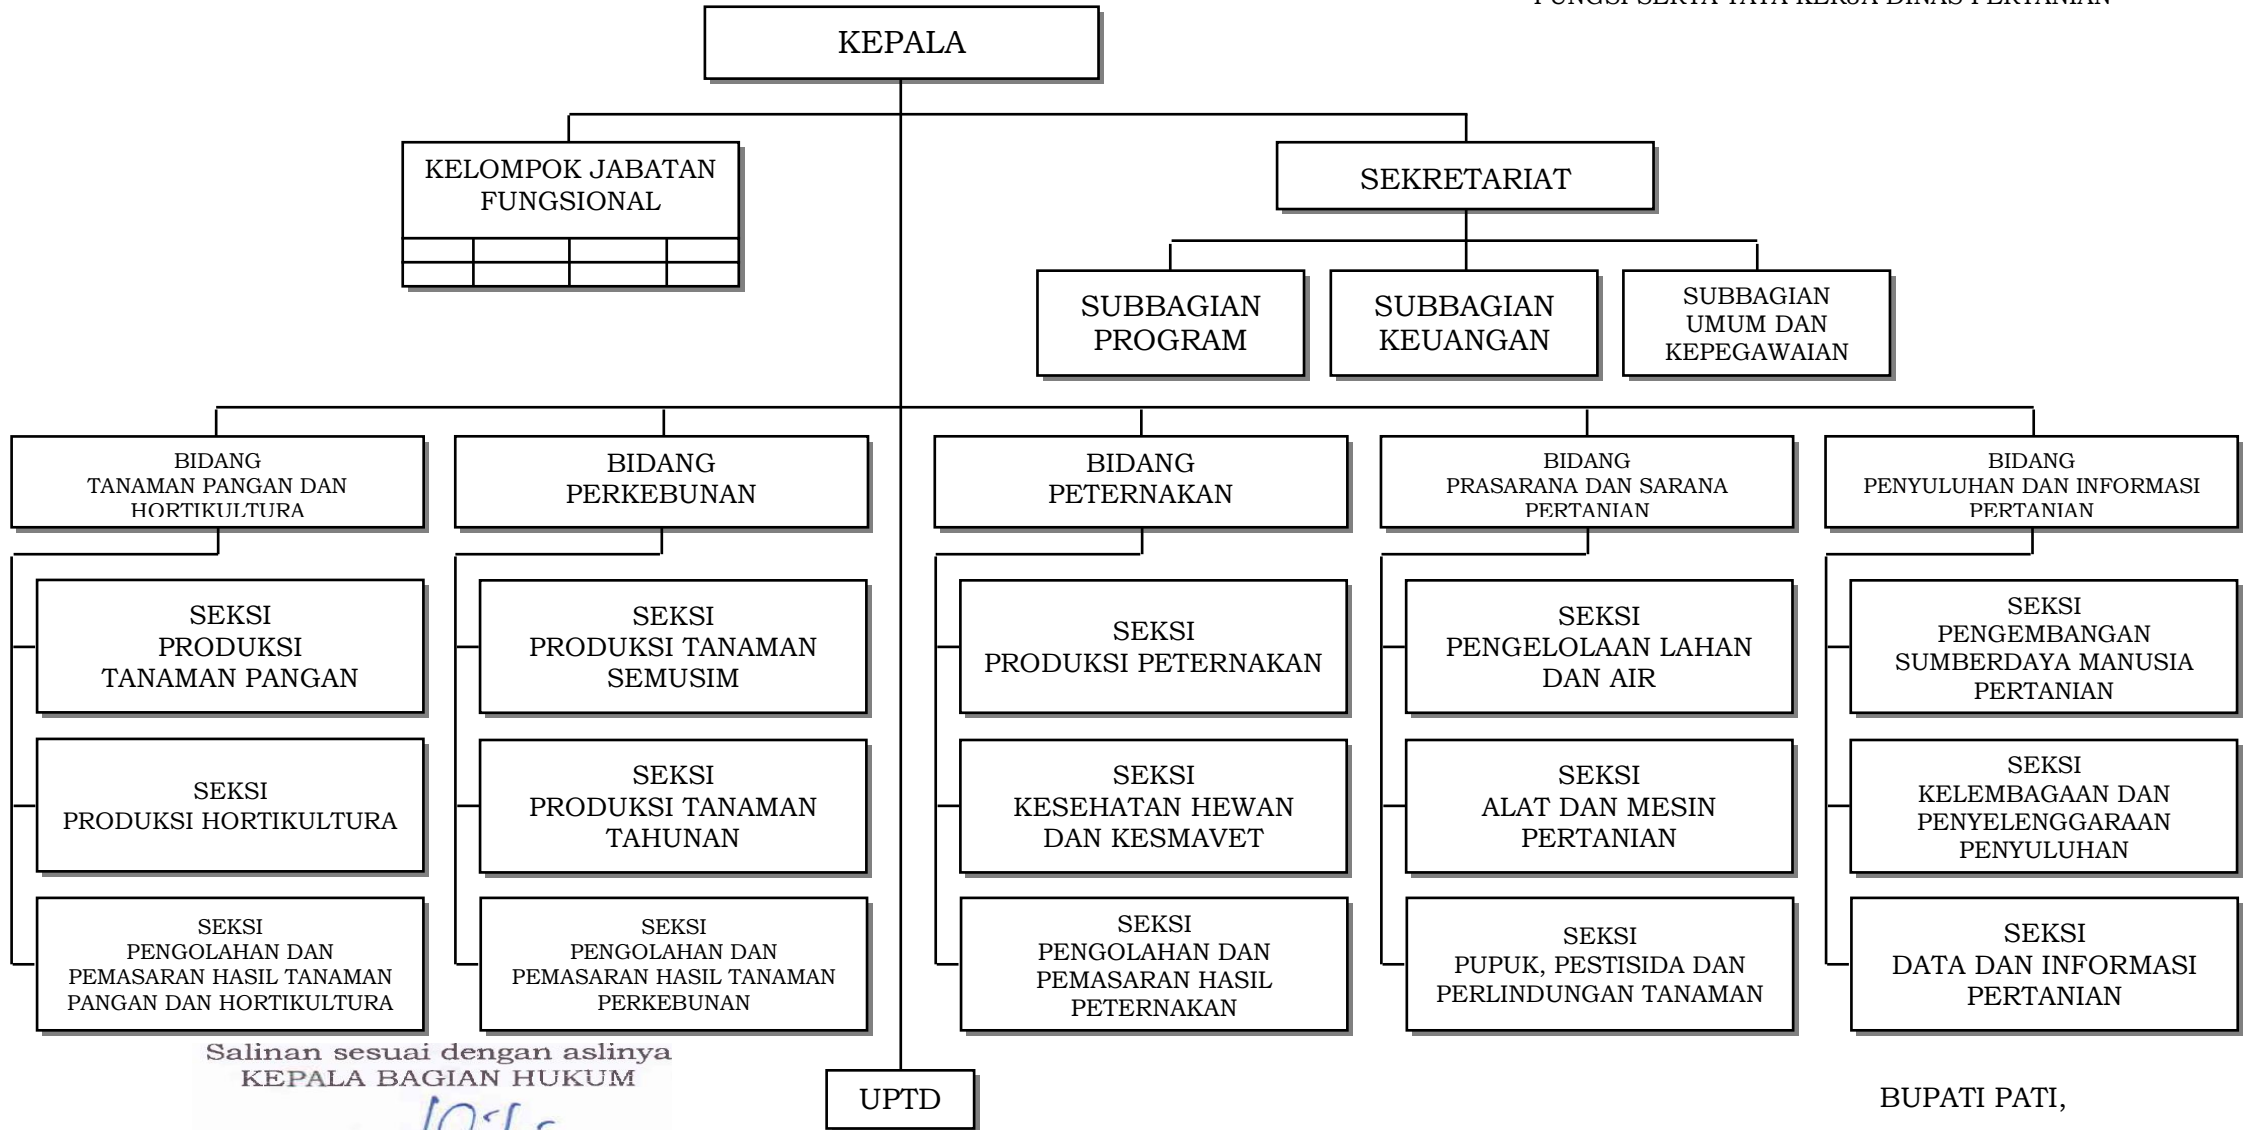 FUNGSI SERTA TATA KERJA DINAS PERTANIAN
KEPALA
KELOMPOK JABATAN
FUNGSIONAL
SEKRETARIAT
SUBBAGIAN
PROGRAM
SUBBAGIAN
KEUANGAN
SUBBAGIAN
UMUM DAN
KEPEGAWAIAN
BIDANG
TANAMAN PANGAN DAN
HORTIKULTURA
BIDANG
PERKEBUNAN
BIDANG
PETERNAKAN
BIDANG
PRASARANA DAN SARANA
PERTANIAN
BIDANG
PENYULUHAN DAN INFORMASI
PERTANIAN
SEKSI
PRODUKSI
TANAMAN PANGAN
SEKSI
PRODUKSI TANAMAN
SEMUSIM
SEKSI
PRODUKSI PETERNAKAN
SEKSI
PENGELOLAAN LAHAN
DAN AIR
SEKSI
PENGEMBANGAN
SUMBERDAYA MANUSIA
PERTANIAN
SEKSI
PRODUKSI HORTIKULTURA
SEKSI
PRODUKSI TANAMAN
TAHUNAN
SEKSI
KESEHATAN HEWAN
DAN KESMAVET
SEKSI
ALAT DAN MESIN
PERTANIAN
SEKSI
KELEMBAGAAN DAN
PENYELENGGARAAN
PENYULUHAN
SEKSI
PENGOLAHAN DAN
PEMASARAN HASIL TANAMAN
PANGAN DAN HORTIKULTURA
SEKSI
PENGOLAHAN DAN
PEMASARAN HASIL TANAMAN
PERKEBUNAN
SEKSI
PENGOLAHAN DAN
PEMASARAN HASIL
PETERNAKAN
SEKSI
PUPUK, PESTISIDA DAN
PERLINDUNGAN TANAMAN
SEKSI
DATA DAN INFORMASI
PERTANIAN
Salinan sesuai dengan aslinya
KEPALA BAGIAN HUKUM
UPTD
BUPATI PATI,